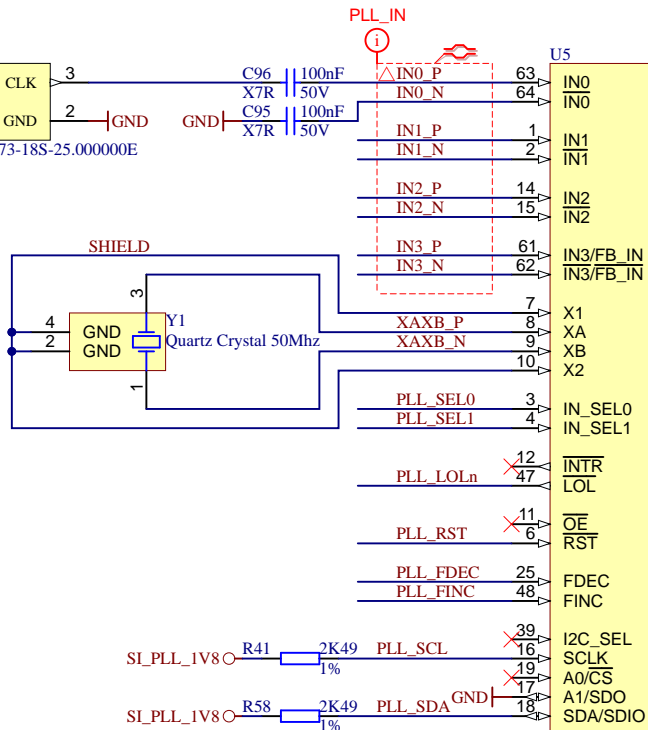 PLL_IN
i
U5
CLK 3 C96 100nF IN0_P 63 IN0
X7R 50V IN0_N 64 IN0
GND 2 GND GND C95 100nF
X7R 50V
73-18S-25.000000E
IN1_P 1 IN1
IN1_N 2 IN1
IN2_P 14 IN2
IN2_N 15 IN2
SHIELD IN3_P 61 IN3/FB_IN
IN3_N 62 IN3/FB_IN
3
7 X1
4 GND Y1 XAXB_P 8 XA
2 GND Quartz Crystal 50Mhz XAXB_N 9 XB
10 X2
1
PLL_SEL0 3 IN_SEL0
PLL_SEL1 4 IN_SEL1
12 INTR
PLL_LOLn 47 LOL
11 OE
PLL_RST 6 RST
PLL_FDEC 25 FDEC
PLL_FINC 48 FINC
39 I2C_SEL
SI_PLL_1V8 R41 2K49 PLL_SCL 16 SCLK
1% 19 A0/CS
GND 17 A1/SDO
SI_PLL_1V8 R58 2K49 PLL_SDA 18 SDA/SDIO
1%